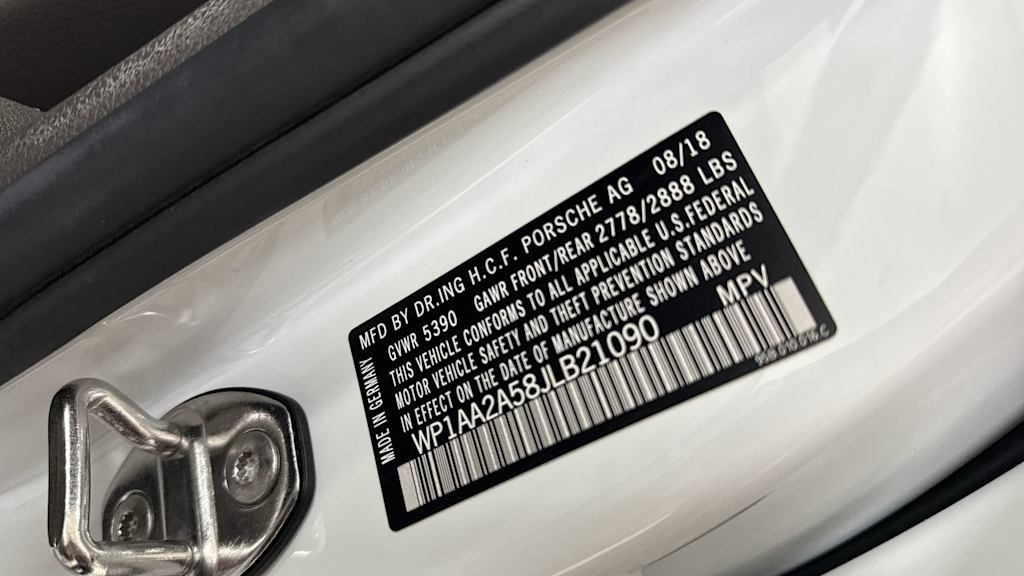 MFD BY DR.ING H.C.F. PORSCHE AG 08/18
GVWR 5390 GAWR FRONT/REAR 2778/2888 LBS
THIS VEHICLE CONFORMS TO ALL APPLICABLE U.S.FEDERAL
MOTOR VEHICLE SAFETY AND THEFT PREVENTION STANDARDS
IN EFFECT ON THE DATE OF MANUFACTURE SHOWN ABOVE
WP1AA2A58JLB21090 MPV
MADE IN GERMANY